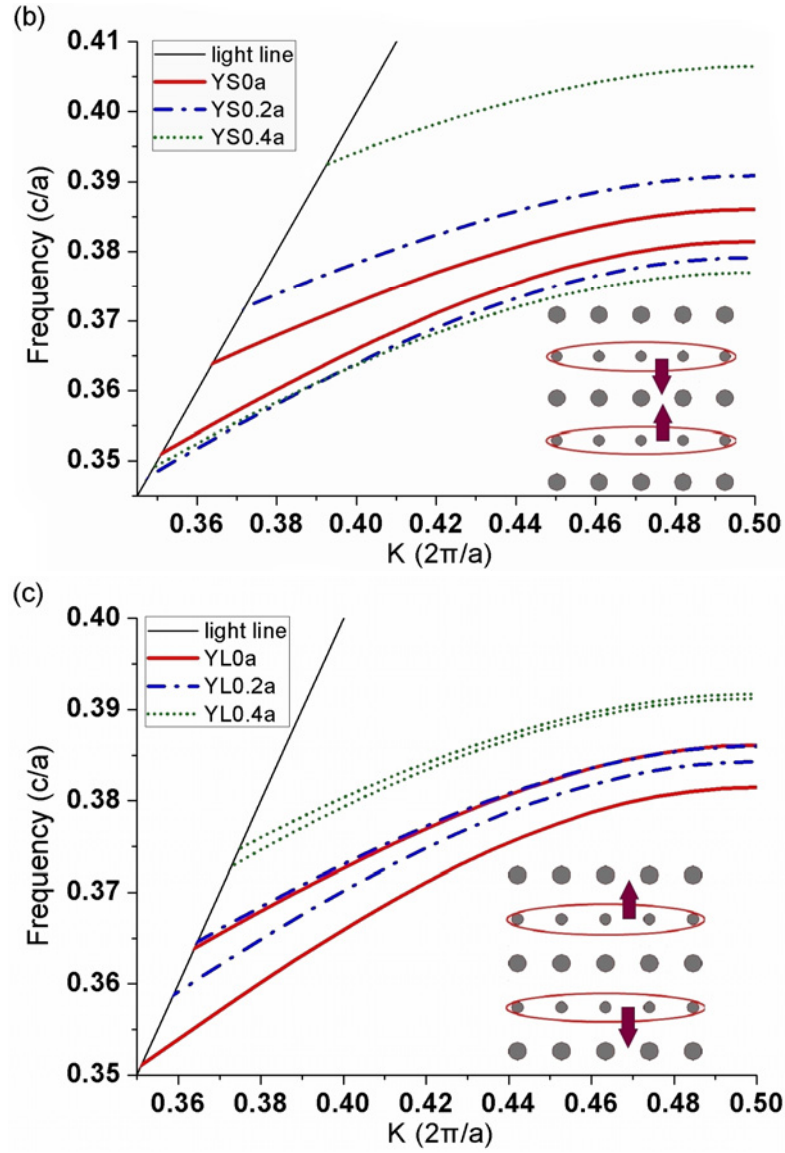 (b)
0.41
0.40
0.39
0.38
0.37
0.36
0.35
Frequency (c/a)
light line
YS0a
YS0.2a
YS0.4a
0.36 0.38 0.40 0.42 0.44 0.46 0.48 0.50
K (2π/a)
(c)
0.40
0.39
0.38
0.37
0.36
0.35
Frequency (c/a)
light line
YL0a
YL0.2a
YL0.4a
0.36 0.38 0.40 0.42 0.44 0.46 0.48 0.50
K (2π/a)